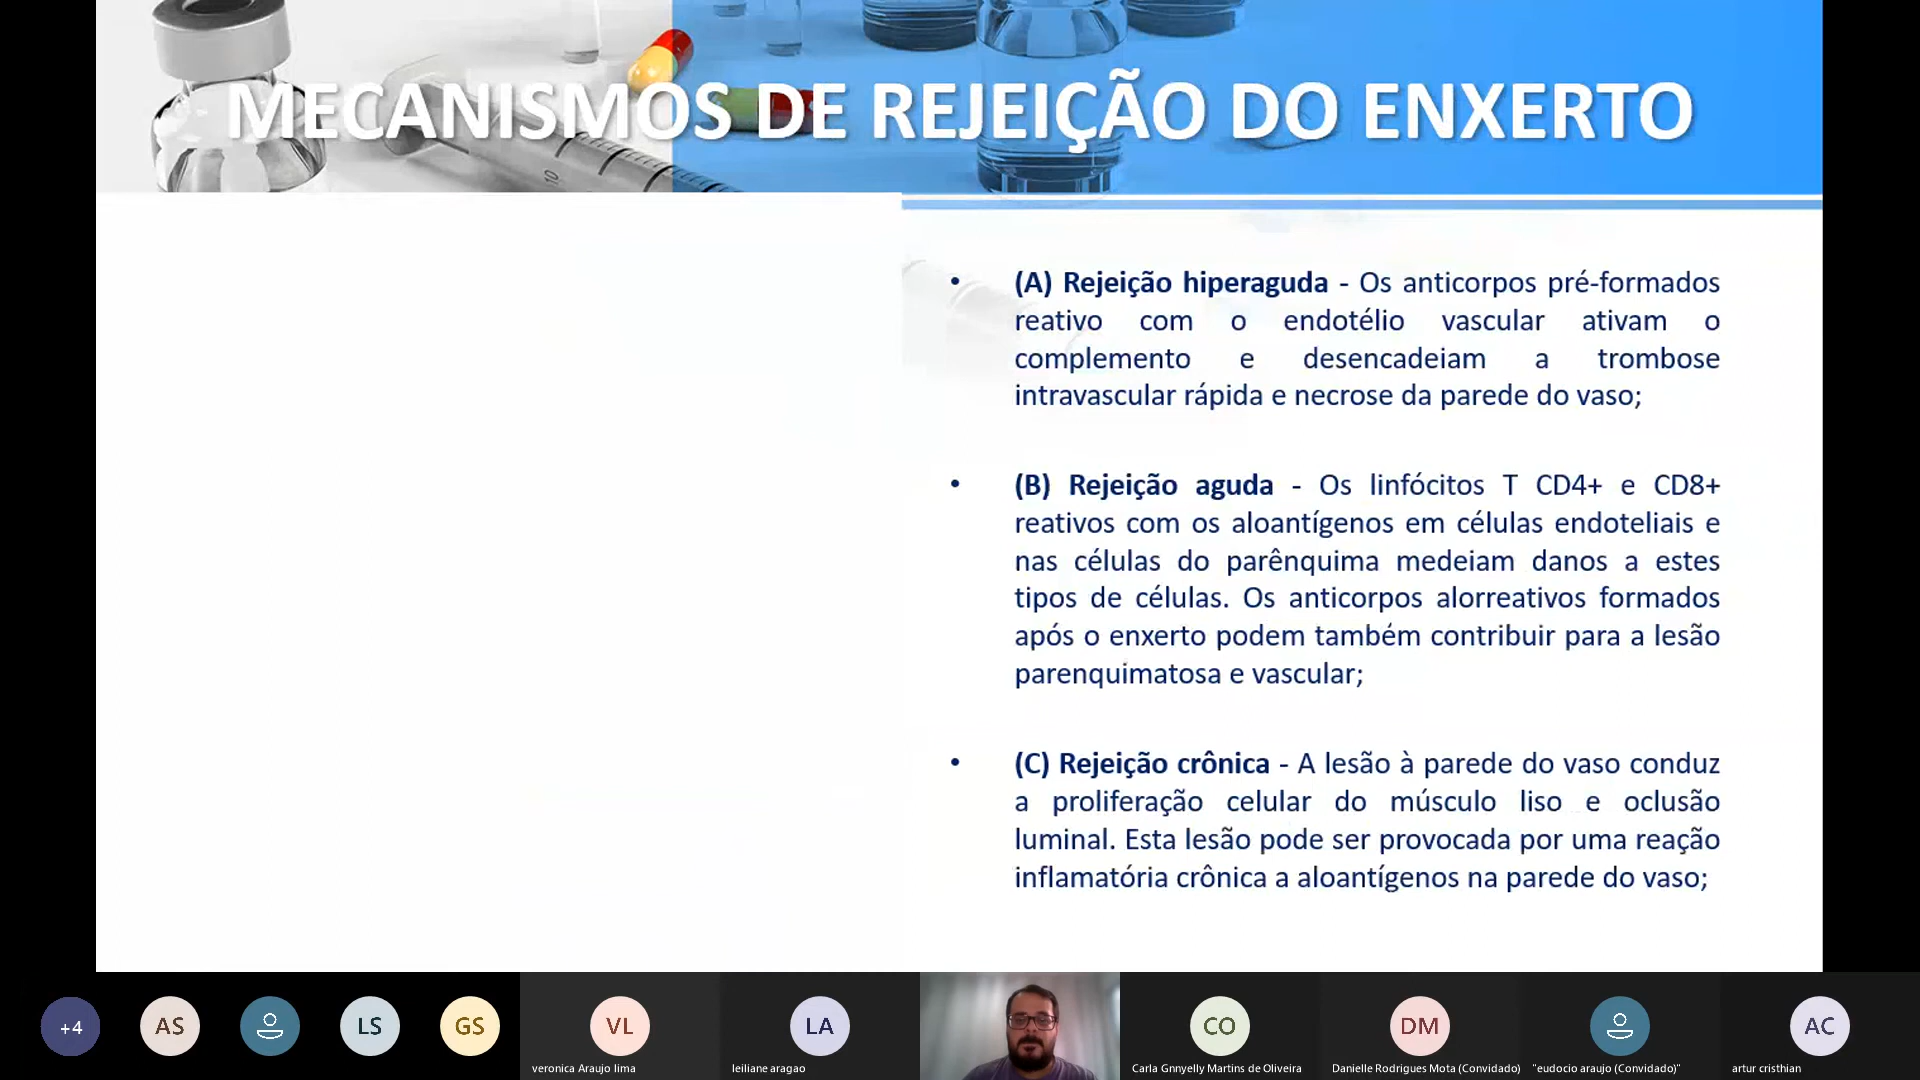 MECANISMOS DE REJEIÇÃO DO ENXERTO
• (A) Rejeição hiperaguda - Os anticorpos pré-formados
reativo com o endotélio vascular ativam o
complemento e desencadeiam a trombose
intravascular rápida e necrose da parede do vaso;
• (B) Rejeição aguda - Os linfócitos T CD4+ e CD8+
reativos com os aloantígenos em células endoteliais e
nas células do parênquima medeiam danos a estes
tipos de células. Os anticorpos alorreativos formados
após o enxerto podem também contribuir para a lesão
parenquimatosa e vascular;
• (C) Rejeição crônica - A lesão à parede do vaso conduz
a proliferação celular do músculo liso e oclusão
luminal. Esta lesão pode ser provocada por uma reação
inflamatória crônica a aloantígenos na parede do vaso;
10
+4 AS LS GS VL LA CO DM AC
veronica Araujo lima leiliane aragao Carla Gnnyelly Martins de Oliveira Danielle Rodrigues Mota (Convidado) "eudocio araujo (Convidado)" artur cristhian